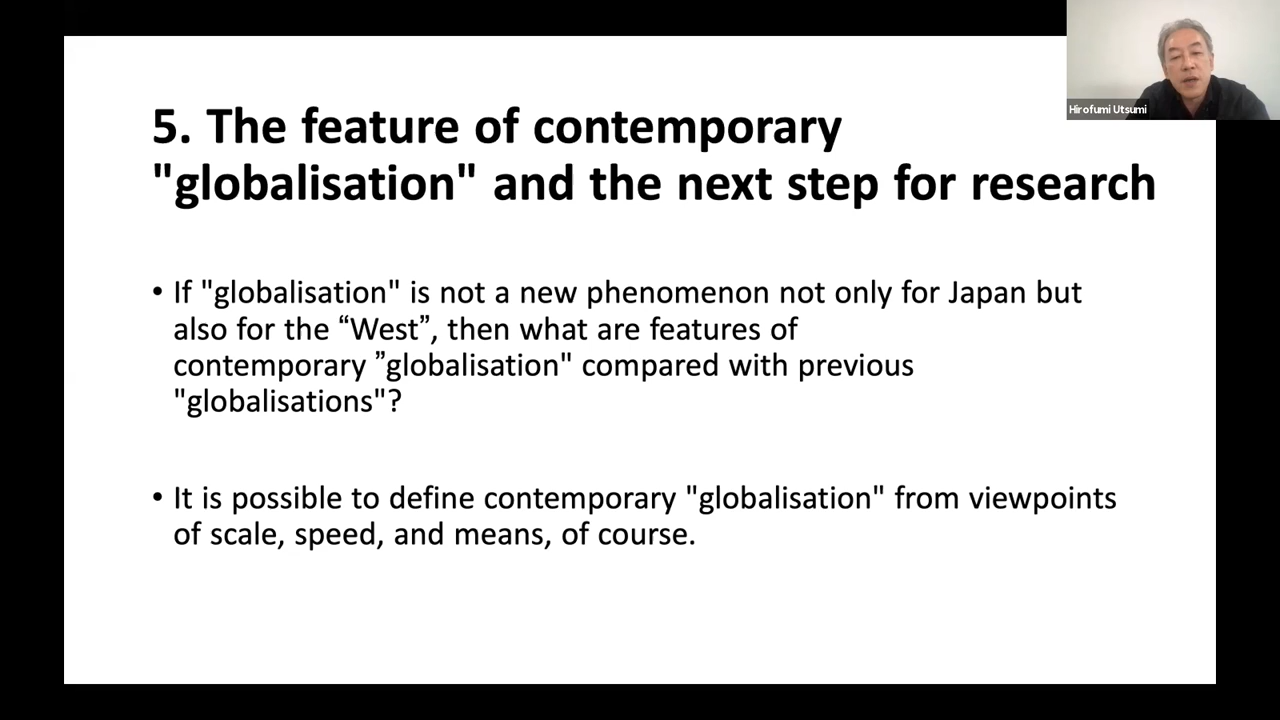 Hirofumi Utsumi
5. The feature of contemporary
"globalisation" and the next step for research
• If "globalisation" is not a new phenomenon not only for Japan but
also for the “West”, then what are features of
contemporary ”globalisation" compared with previous
"globalisations"?
• It is possible to define contemporary "globalisation" from viewpoints
of scale, speed, and means, of course.